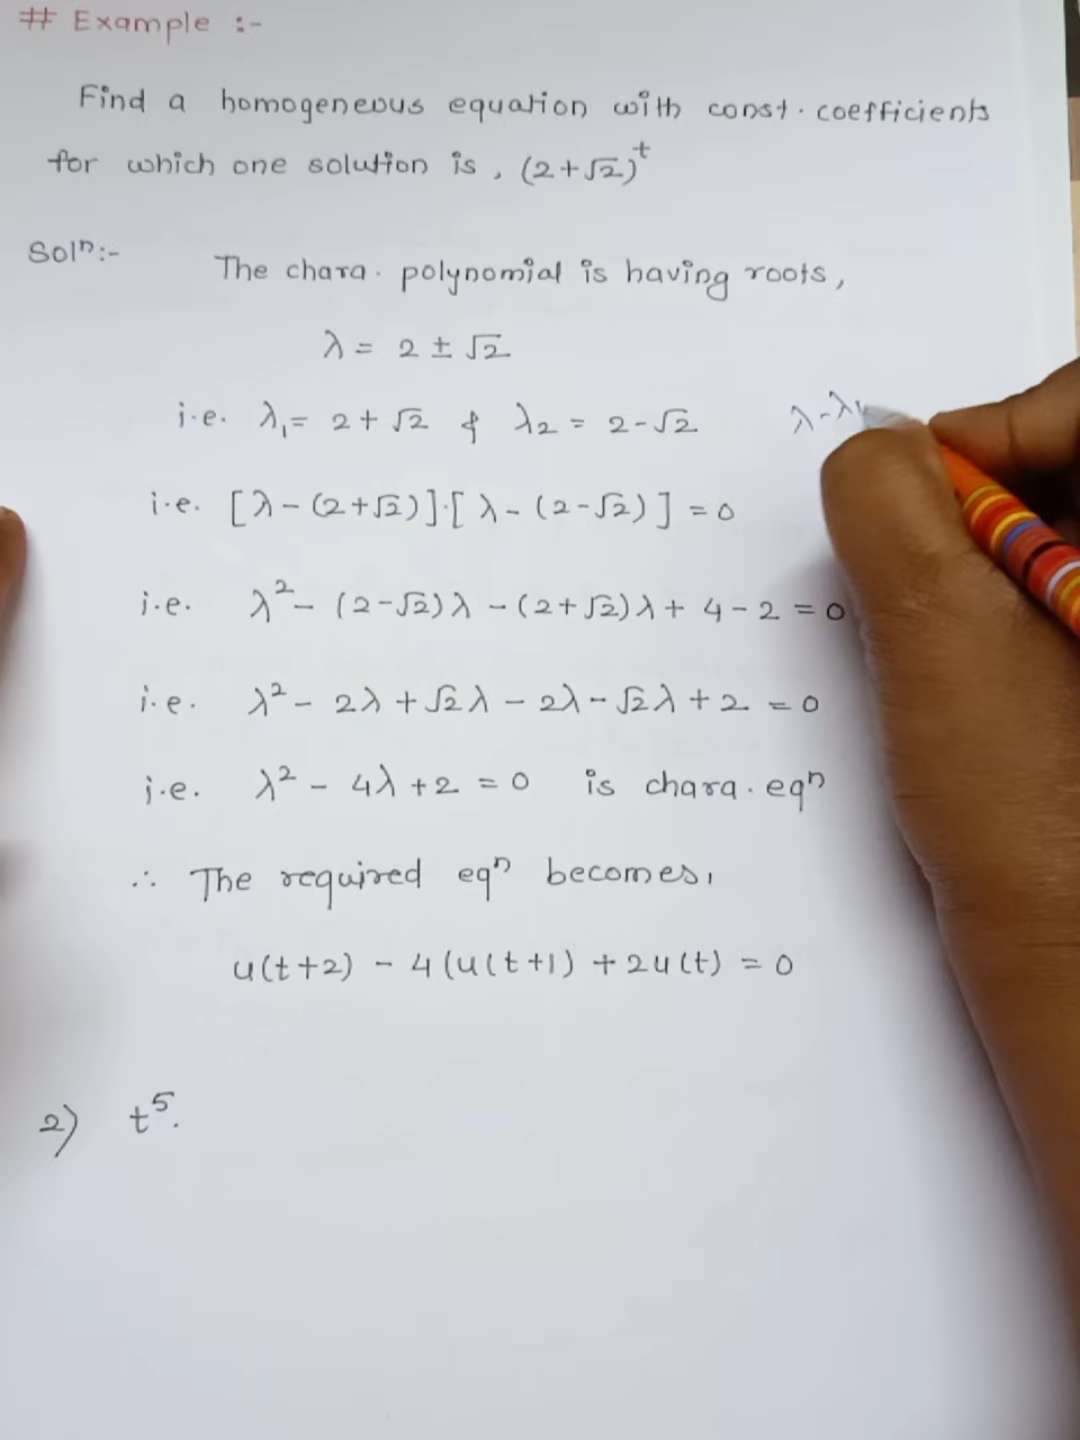 # Example :-
Find a homogeneous equation with const. coefficients
for which one solution is, (2+√2)^t
Solⁿ:- The chara. polynomial is having roots,
λ = 2 ± √2
i.e. λ₁ = 2 + √2 & λ₂ = 2-√2
λ-λ₁
i.e. [λ - (2+√2)]·[λ - (2-√2)] = 0
i.e. λ² - (2-√2)λ - (2+√2)λ + 4 - 2 = 0
i.e. λ² - 2λ + √2λ - 2λ - √2λ + 2 = 0
i.e. λ² - 4λ + 2 = 0 is chara. eqⁿ
∴ The required eqⁿ becomes,
u(t+2) - 4(u(t+1) + 2u(t) = 0
2) t⁵.